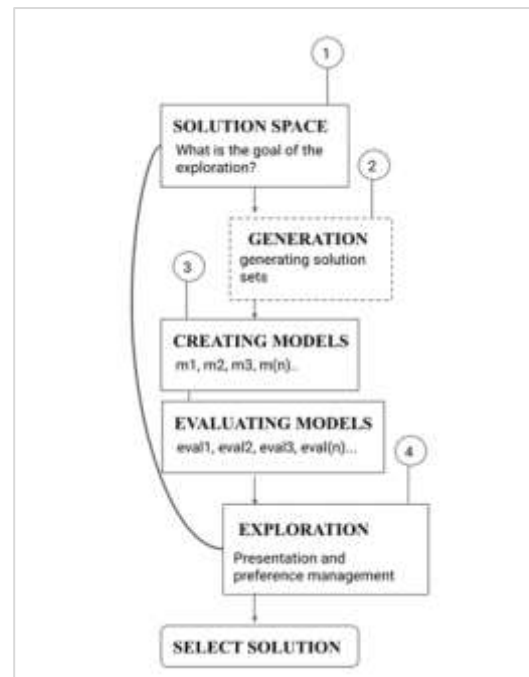 1
SOLUTION SPACE
What is the goal of the
exploration?
2
GENERATION
generating solution
sets
3
CREATING MODELS
m1, m2, m3, m(n)..
EVALUATING MODELS
eval1, eval2, eval3, eval(n)...
4
EXPLORATION
Presentation and
preference management
SELECT SOLUTION